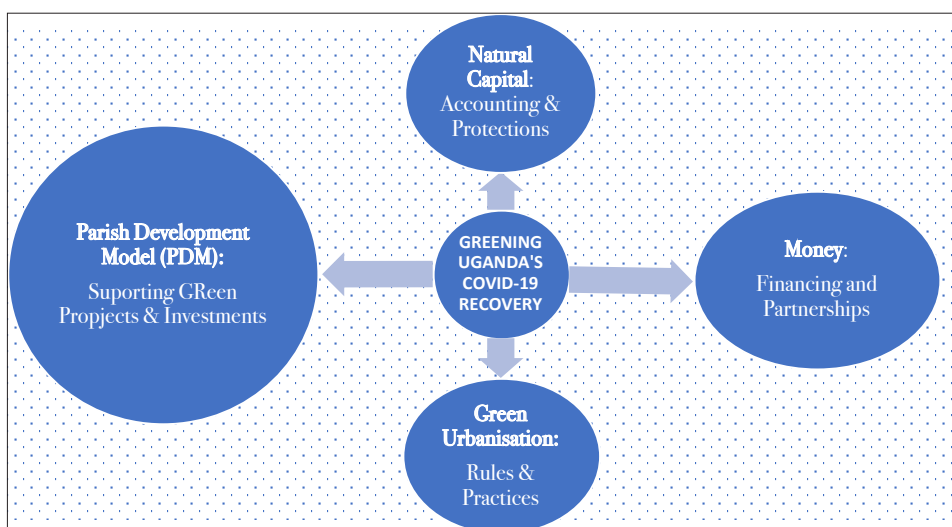 Natural
Capital:
Accounting &
Protections
Parish Development
Model (PDM):
Suporting GReen
Propjects & Investments
GREENING
UGANDA'S
COVID-19
RECOVERY
Money:
Financing and
Partnerships
Green
Urbanisation:
Rules &
Practices